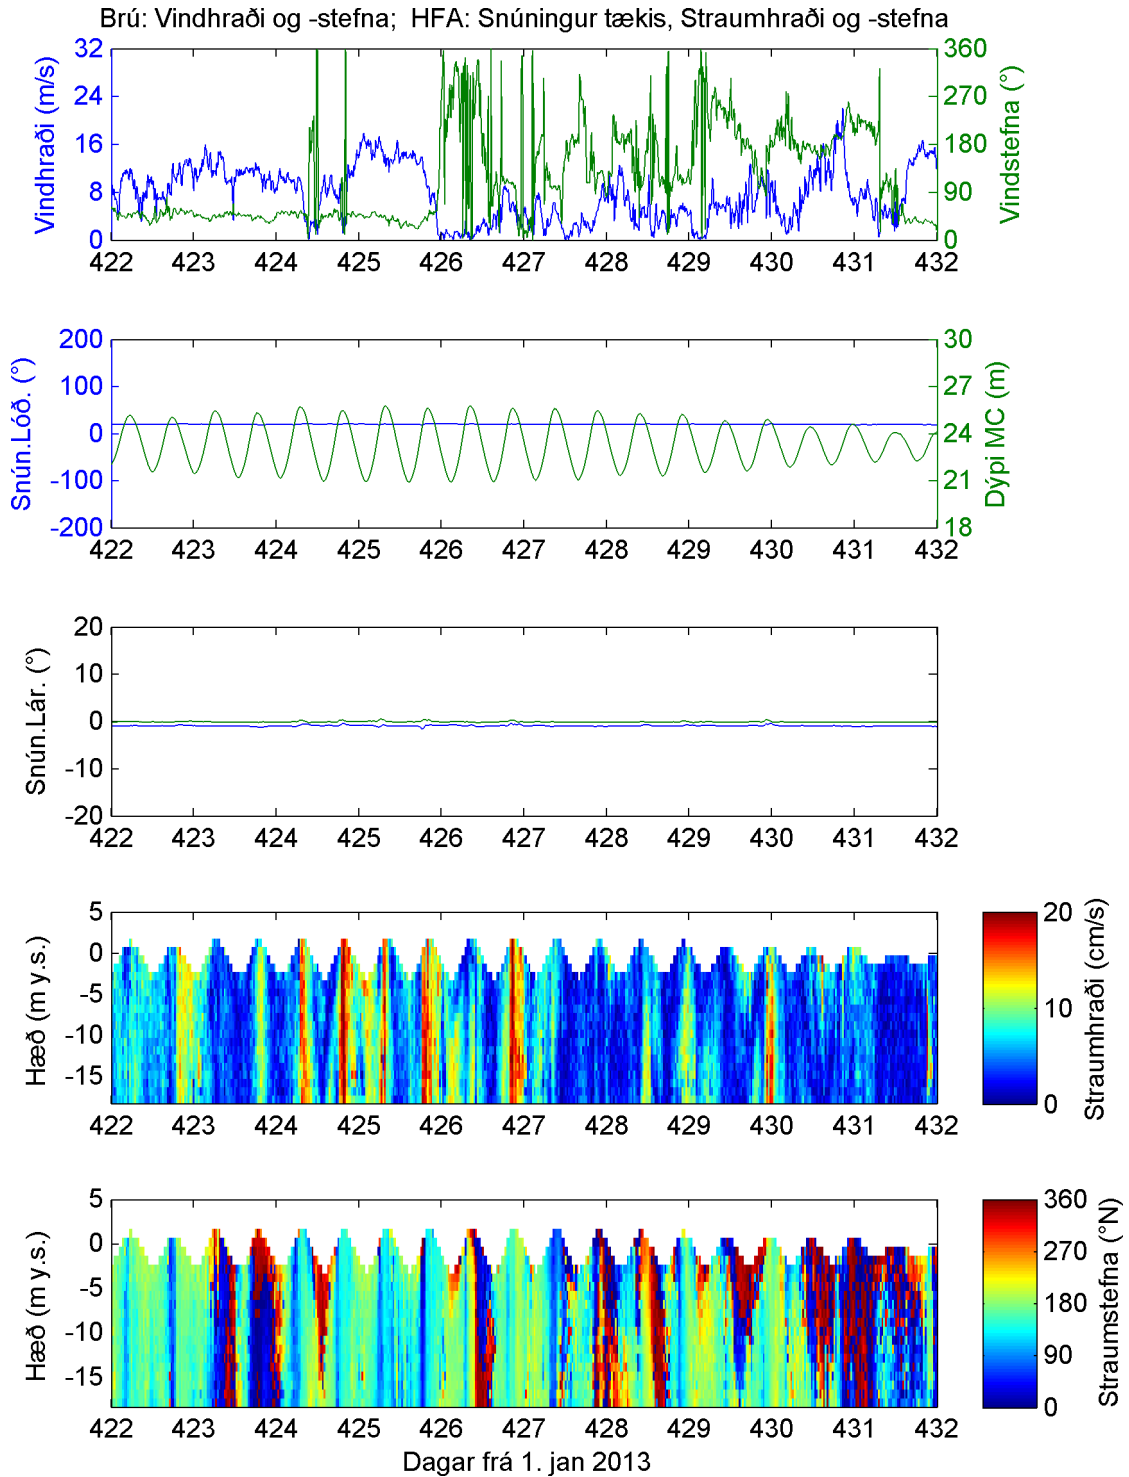 Brú: Vindhraði og -stefna;  HFA: Snúningur tækis, Straumhraði og -stefna
Vindhraði (m/s)
32
24
16
8
0
360
270
180
90
0
Vindstefna (°)
422 423 424 425 426 427 428 429 430 431 432
Snún.Lóð. (°)
200
100
0
-100
-200
30
27
24
21
18
Dýpi MC (m)
422 423 424 425 426 427 428 429 430 431 432
Snún.Lár. (°)
20
10
0
-10
-20
422 423 424 425 426 427 428 429 430 431 432
Hæð (m y.s.)
5
0
-5
-10
-15
422 423 424 425 426 427 428 429 430 431 432
20
10
0
Straumhraði (cm/s)
Hæð (m y.s.)
5
0
-5
-10
-15
422 423 424 425 426 427 428 429 430 431 432
360
270
180
90
0
Straumstefna (°N)
Dagar frá 1. jan 2013